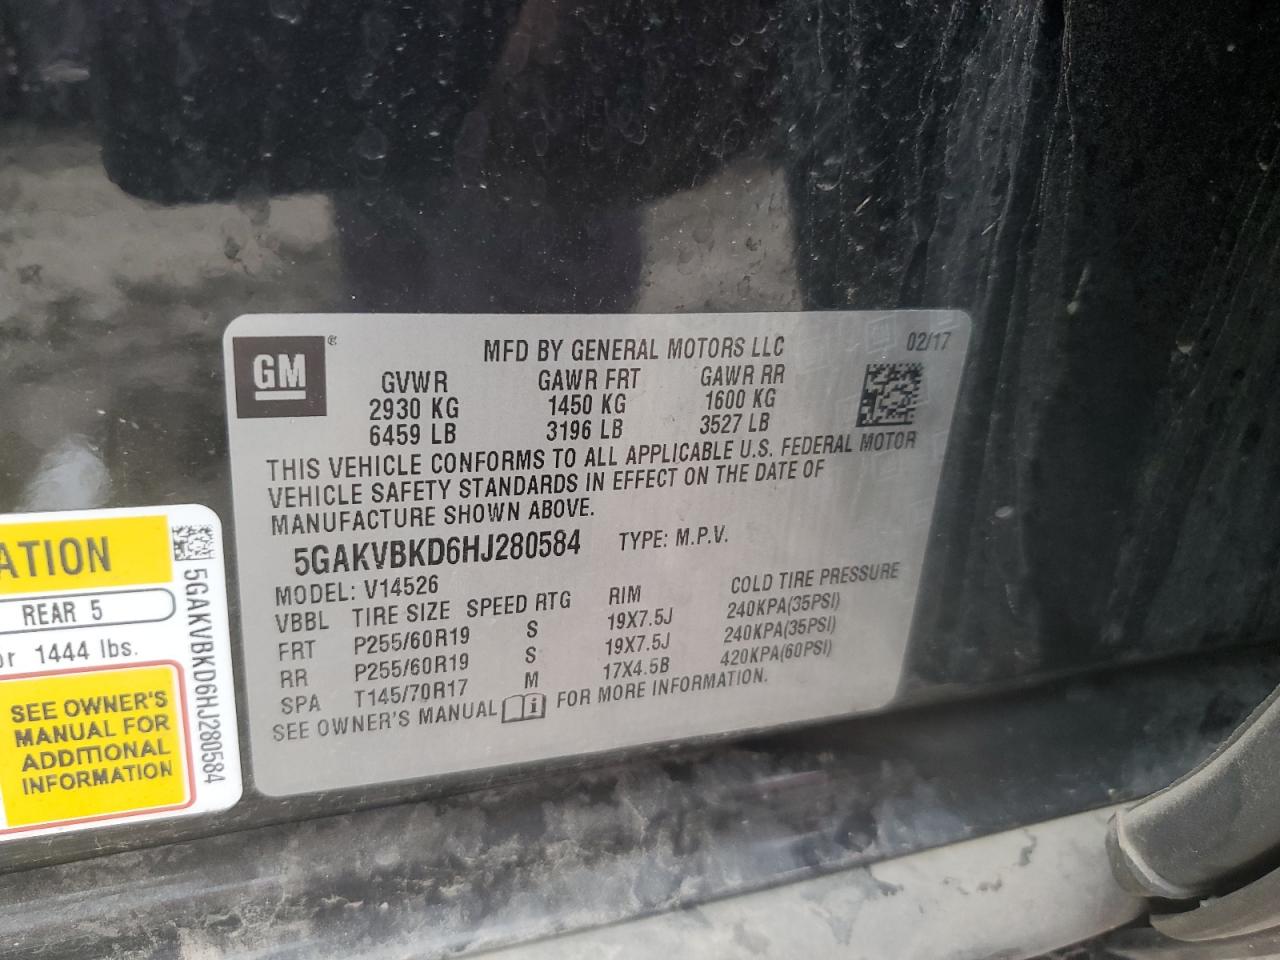 GM ®
MFD BY GENERAL MOTORS LLC 02/17
GVWR GAWR FRT GAWR RR
2930 KG 1450 KG 1600 KG
6459 LB 3196 LB 3527 LB
THIS VEHICLE CONFORMS TO ALL APPLICABLE U.S. FEDERAL MOTOR
VEHICLE SAFETY STANDARDS IN EFFECT ON THE DATE OF
MANUFACTURE SHOWN ABOVE.
5GAKVBKD6HJ280584 TYPE: M.P.V.
MODEL: V14526
VBBL TIRE SIZE SPEED RTG RIM COLD TIRE PRESSURE
FRT P255/60R19 S 19X7.5J 240KPA(35PSI)
RR P255/60R19 S 19X7.5J 240KPA(35PSI)
SPA T145/70R17 M 17X4.5B 420KPA(60PSI)
SEE OWNER'S MANUAL FOR MORE INFORMATION.
ATION
REAR 5
or 1444 lbs.
SEE OWNER'S
MANUAL FOR
ADDITIONAL
INFORMATION
5GAKVBKD6HJ280584